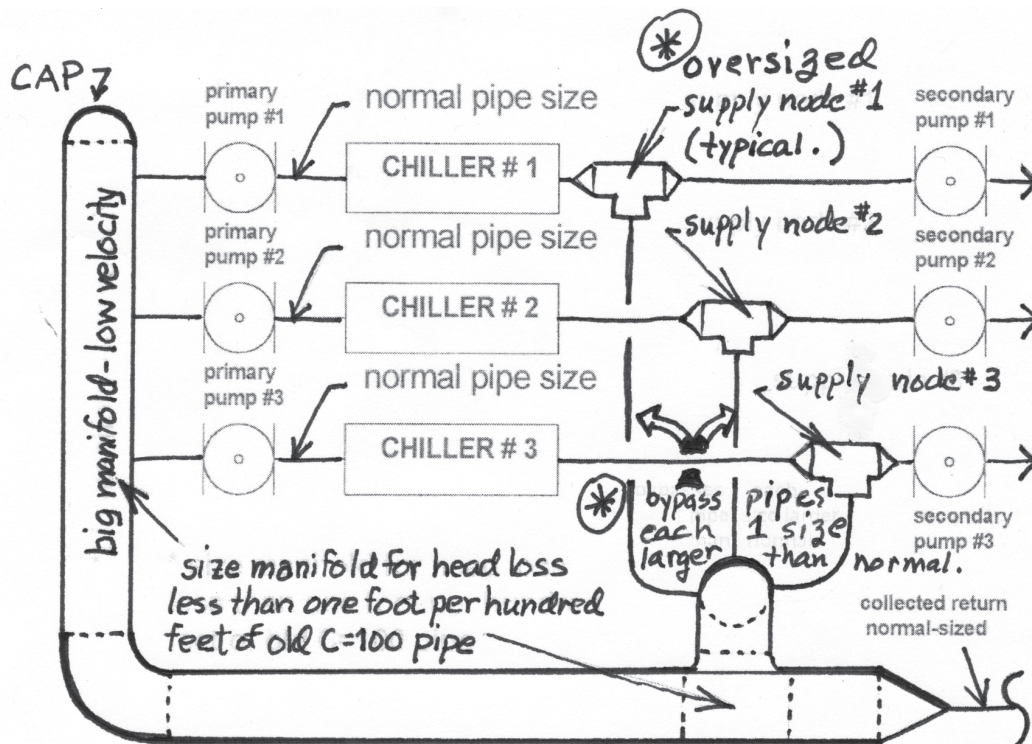 CAP
big manifold - low velocity
primary
pump #1
normal pipe size
CHILLER # 1
* oversized
supply node #1
(typical.)
secondary
pump #1
primary
pump #2
normal pipe size
CHILLER # 2
supply node #2
secondary
pump #2
primary
pump #3
normal pipe size
CHILLER # 3
supply node #3
secondary
pump #3
* bypass pipes
each 1 size
larger than normal.
size manifold for head loss
less than one foot per hundred
feet of old C=100 pipe
collected return
normal-sized